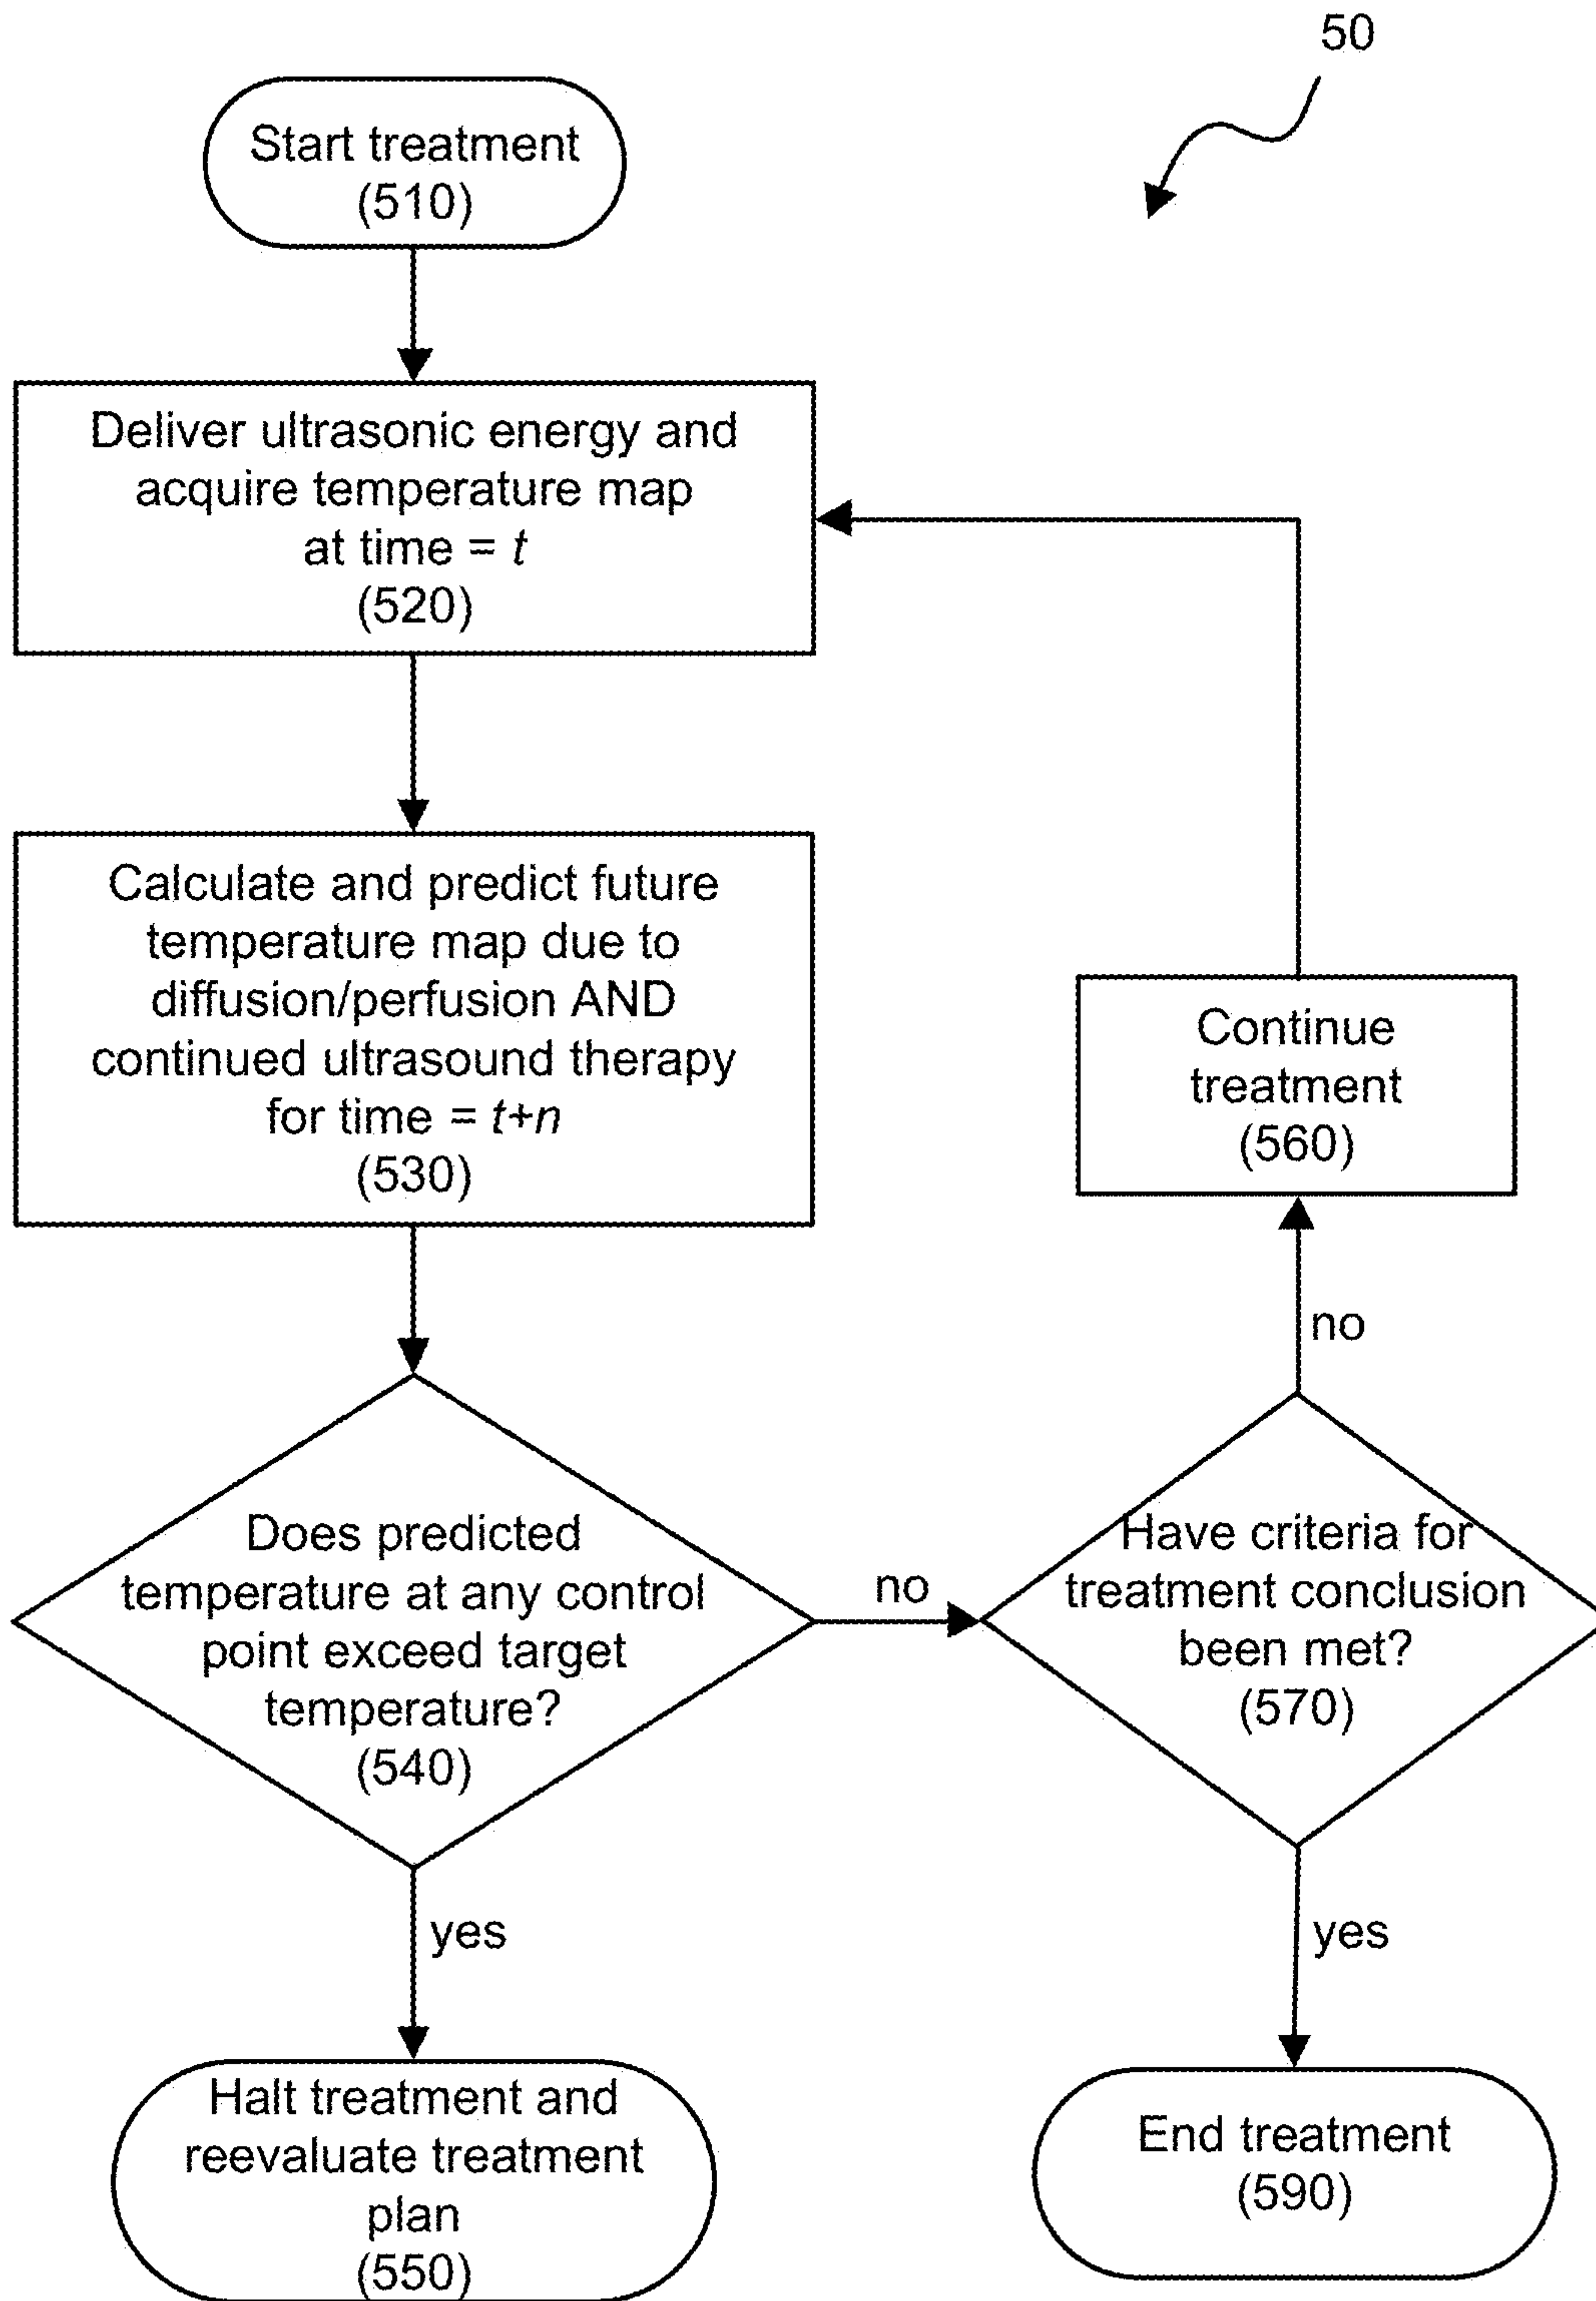 50
Start treatment
(510)
Deliver ultrasonic energy and
acquire temperature map
at time = t
(520)
Calculate and predict future
temperature map due to
diffusion/perfusion AND
continued ultrasound therapy
for time = t+n
(530)
Continue
treatment
(560)
no
Does predicted
temperature at any control
point exceed target
temperature?
(540)
no
Have criteria for
treatment conclusion
been met?
(570)
yes
yes
Halt treatment and
reevaluate treatment
plan
(550)
End treatment
(590)